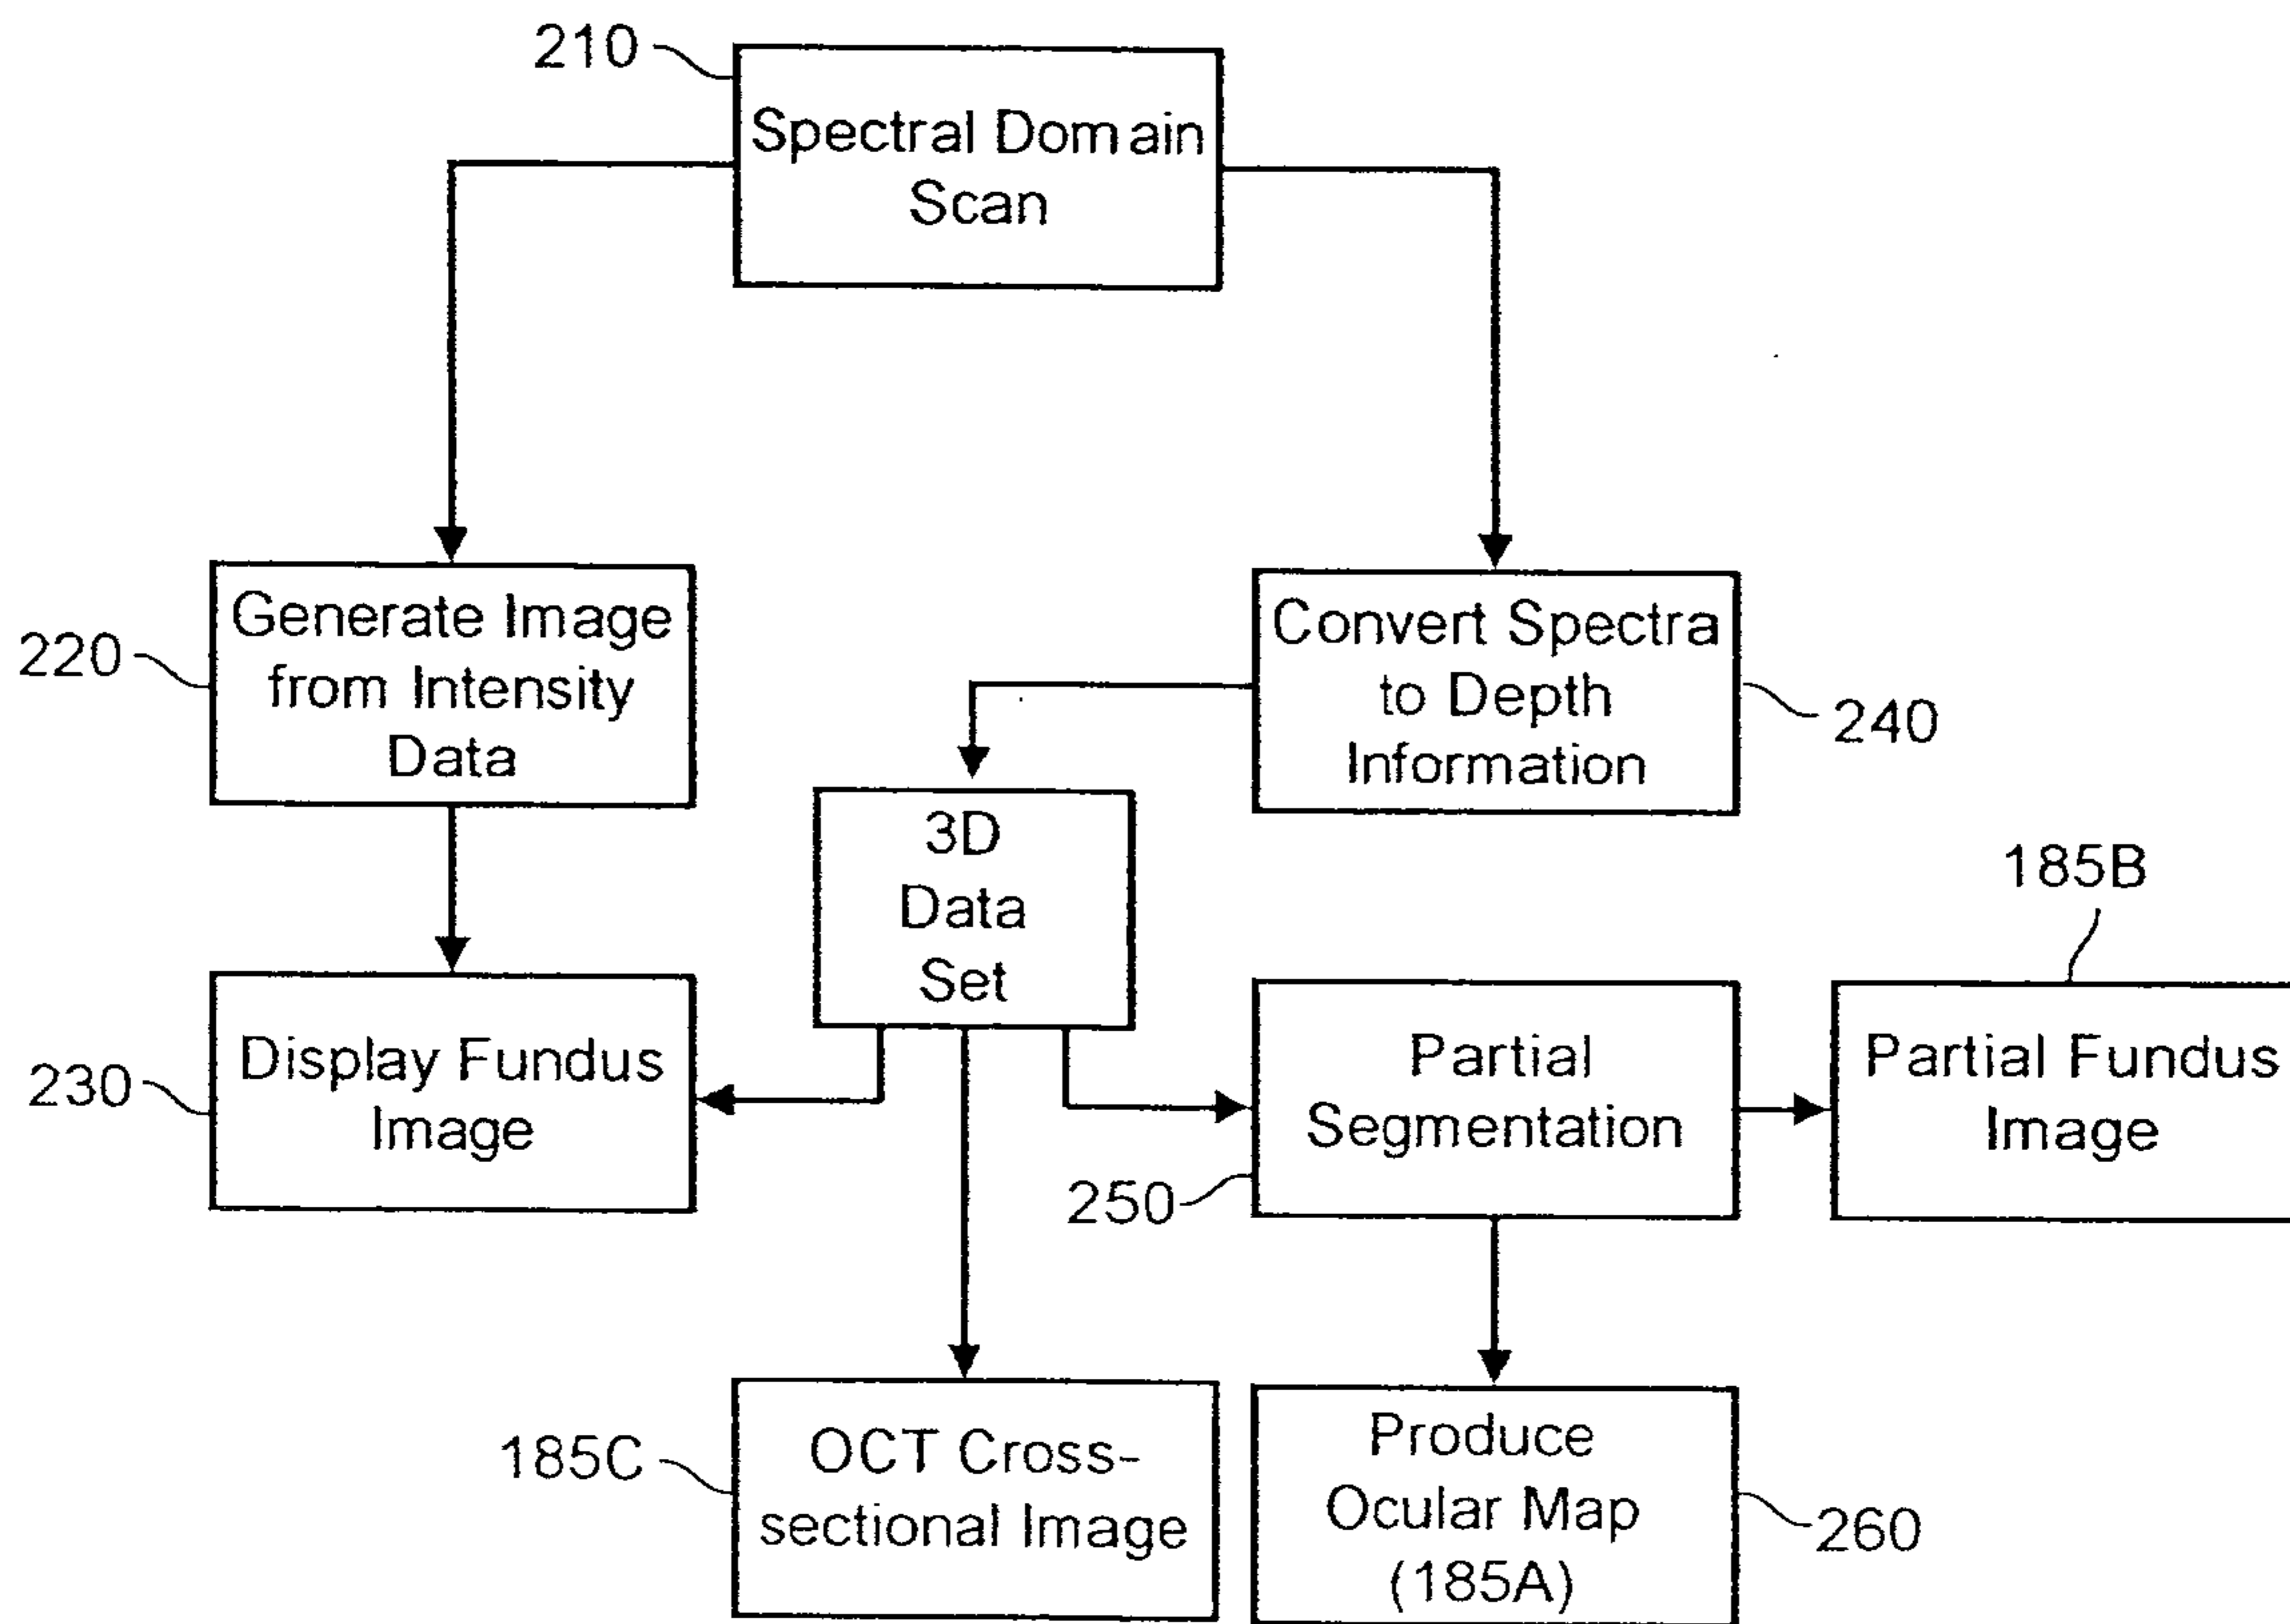 210
Spectral Domain
Scan
220
Generate Image
from Intensity
Data
Convert Spectra
to Depth
Information
240
3D
Data
Set
185B
230
Display Fundus
Image
Partial
Segmentation
250
Partial Fundus
Image
185C
OCT Cross-
sectional Image
Produce
Ocular Map
(185A)
260